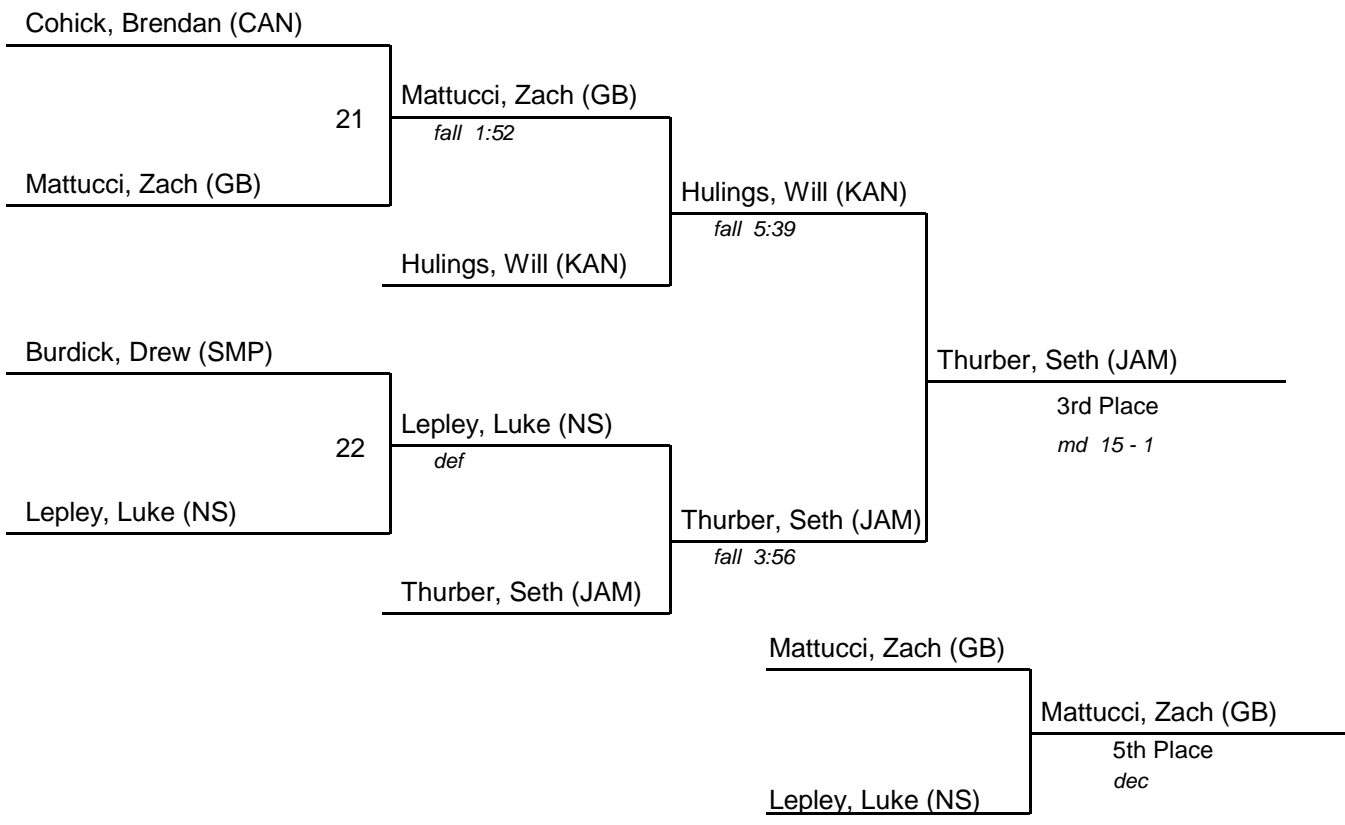 Cohick, Brendan (CAN)
Mattucci, Zach (GB)
21
fall 1:52
Mattucci, Zach (GB)
Hulings, Will (KAN)
fall 5:39
Hulings, Will (KAN)
Burdick, Drew (SMP)
Thurber, Seth (JAM)
3rd Place
Lepley, Luke (NS)
22
md 15 - 1
def
Lepley, Luke (NS)
Thurber, Seth (JAM)
fall 3:56
Thurber, Seth (JAM)
Mattucci, Zach (GB)
Mattucci, Zach (GB)
5th Place
dec
Lepley, Luke (NS)